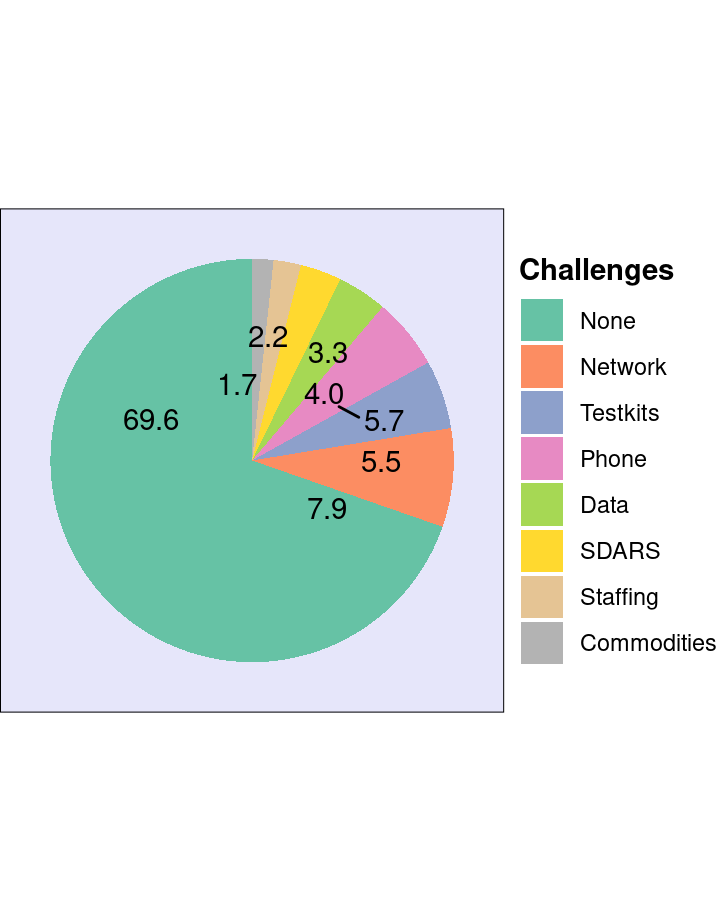 2.2
3.3
1.7
4.0
69.6
5.7
5.5
7.9
Challenges
None
Network
Testkits
Phone
Data
SDARS
Staffing
Commodities